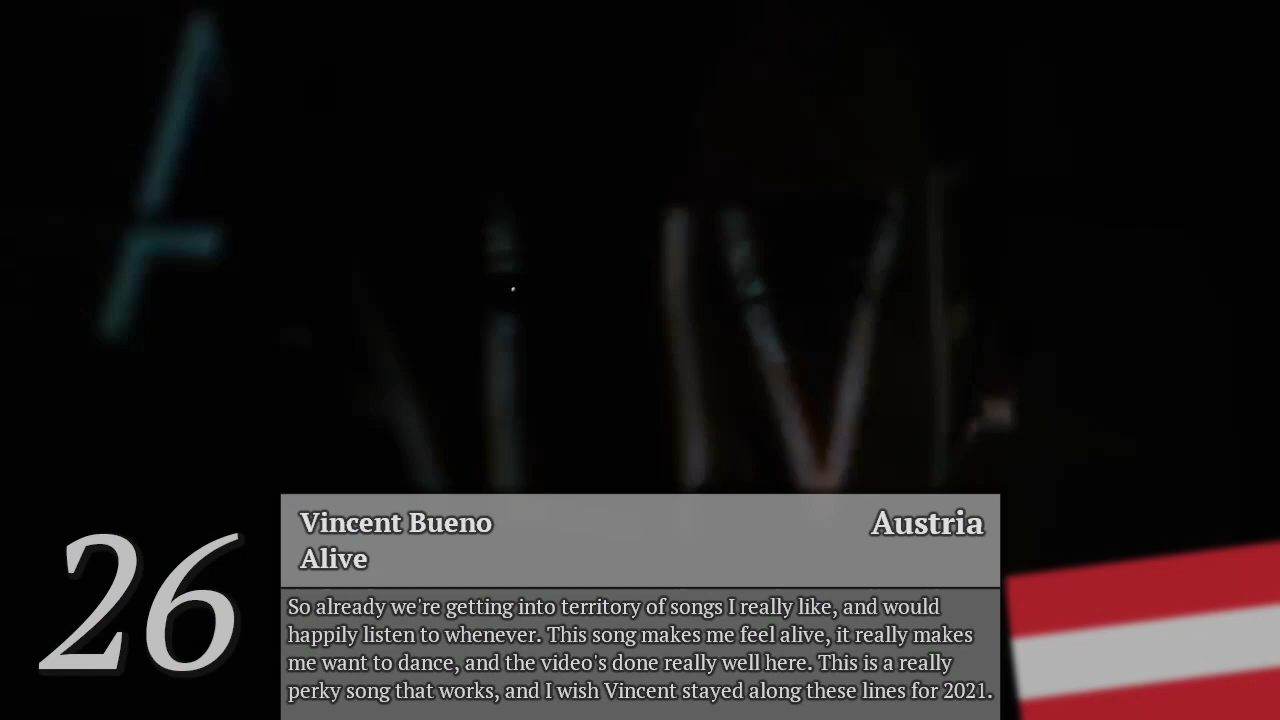 26
Vincent Bueno
Austria
Alive
So already we're getting into territory of songs I really like, and would
happily listen to whenever. This song makes me feel alive, it really makes
me want to dance, and the video's done really well here. This is a really
perky song that works, and I wish Vincent stayed along these lines for 2021.